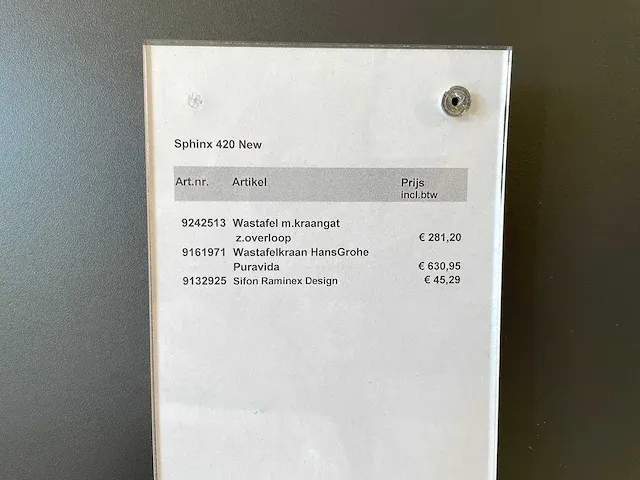 Sphinx 420 New
Art.nr. Artikel Prijs
incl.btw
9242513 Wastafel m.kraangat
z.overloop € 281,20
9161971 Wastafelkraan HansGrohe
Puravida € 630,95
9132925 Sifon Raminex Design € 45,29